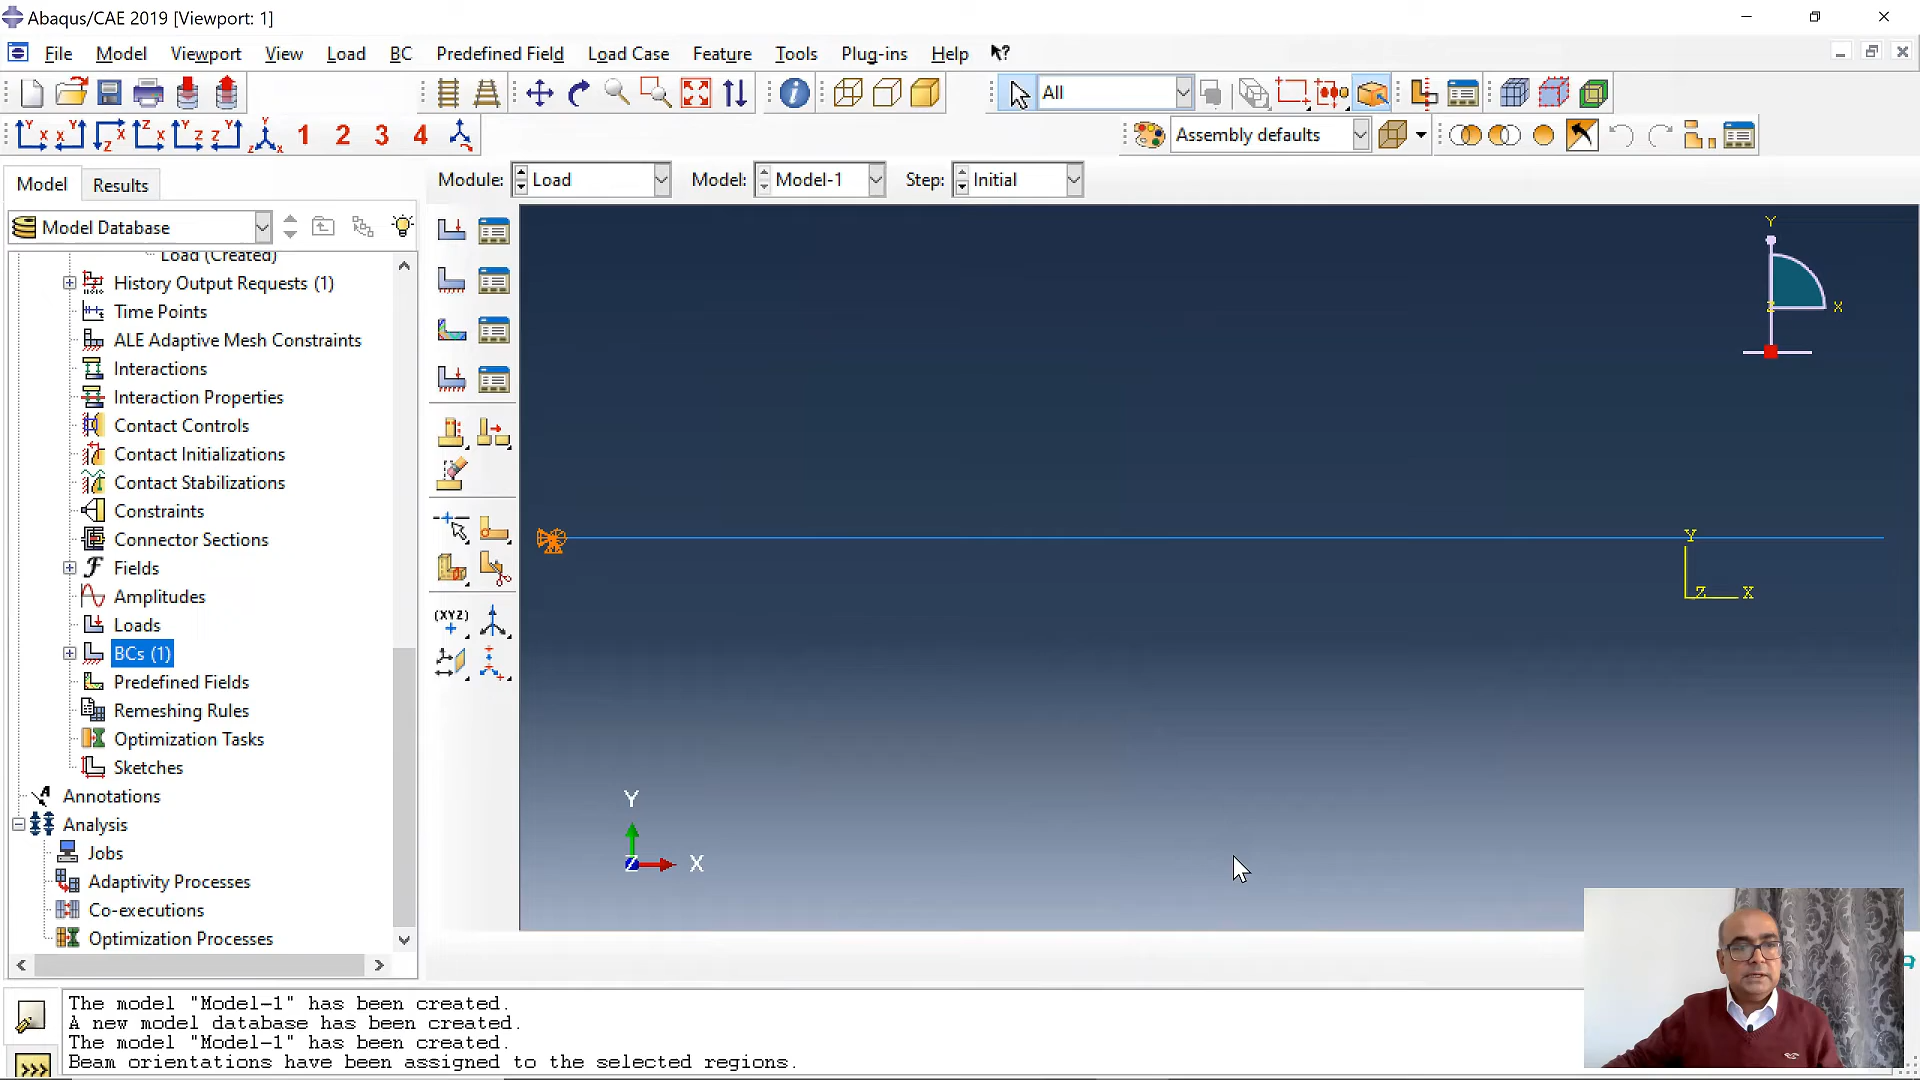 Abaqus/CAE 2019 [Viewport: 1]
File Model Viewport View Load BC Predefined Field Load Case Feature Tools Plug-ins Help
All
1 2 3 4
Assembly defaults
Model Results
Module: Load Model: Model-1 Step: Initial
Model Database
Load (Created)
History Output Requests (1)
Time Points
ALE Adaptive Mesh Constraints
Interactions
Interaction Properties
Contact Controls
Contact Initializations
Contact Stabilizations
Constraints
Connector Sections
Fields
Amplitudes
Loads
BCs (1)
Predefined Fields
Remeshing Rules
Optimization Tasks
Sketches
Annotations
Analysis
Jobs
Adaptivity Processes
Co-executions
Optimization Processes
(XYZ)
Y
Z X
Y
Z X
Y
Z X
The model "Model-1" has been created.
A new model database has been created.
The model "Model-1" has been created.
Beam orientations have been assigned to the selected regions.
>>>